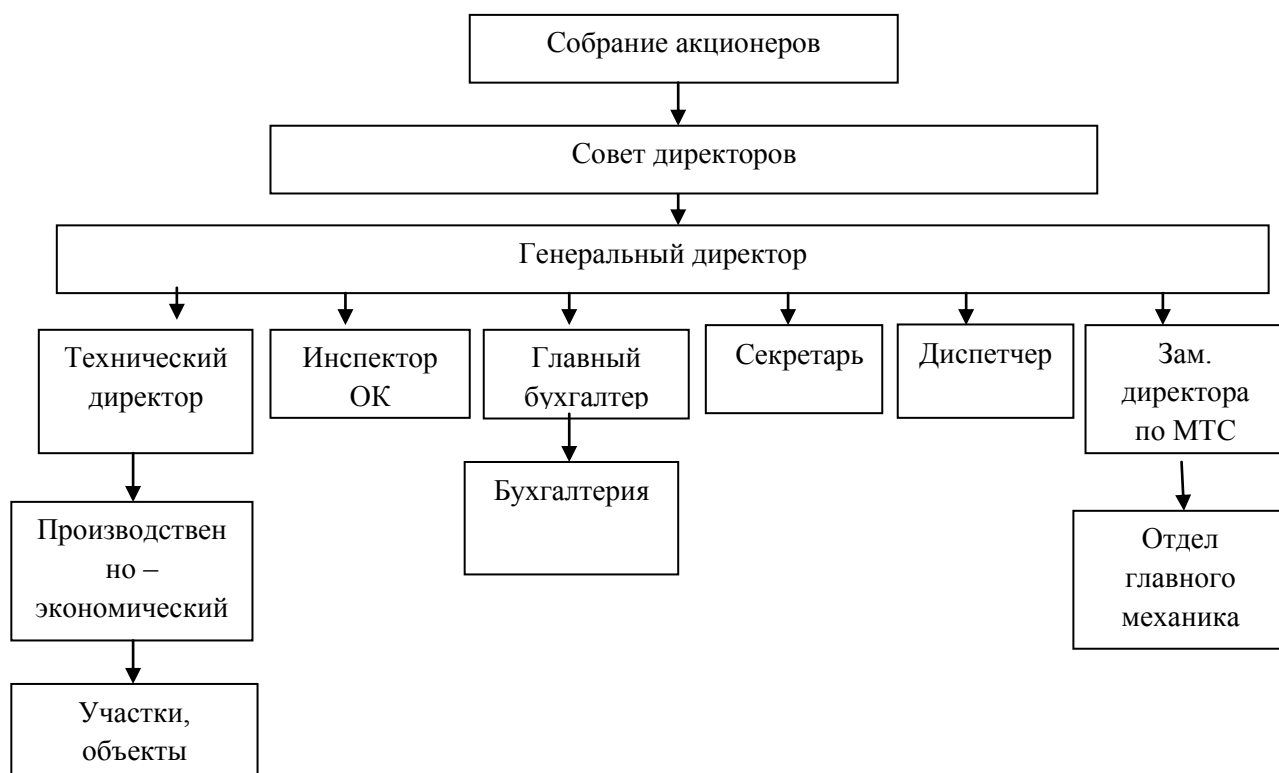 Собрание акционеров
Совет директоров
Генеральный директор
Технический
директор
Инспектор
ОК
Главный
бухгалтер
Секретарь
Диспетчер
Зам.
директора
по МТС
Производствен
но –
экономический
Бухгалтерия
Отдел
главного
механика
Участки,
объекты